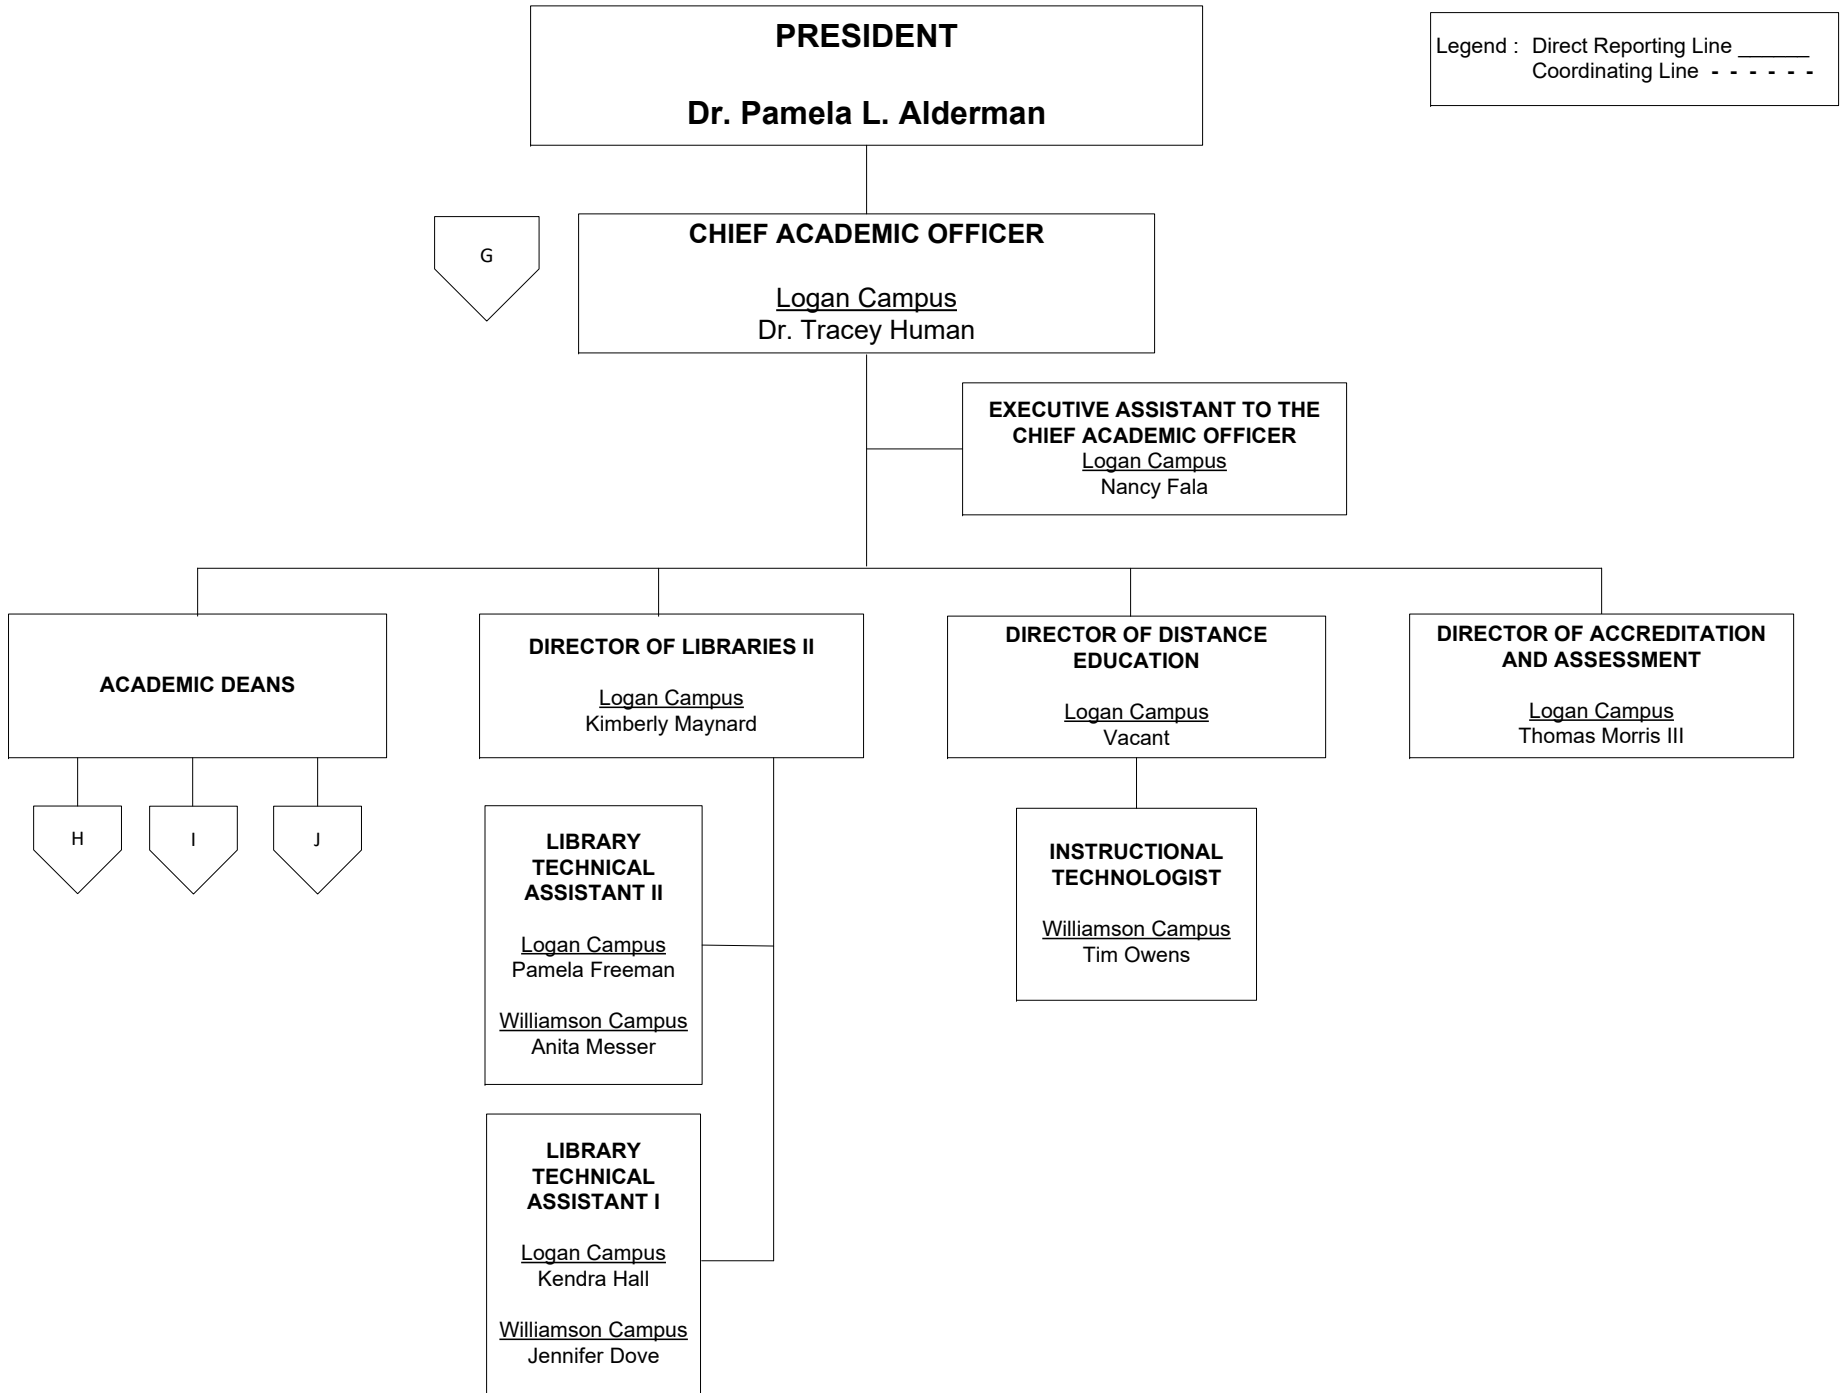 PRESIDENT
Dr. Pamela L. Alderman
Legend : Direct Reporting Line ______
Coordinating Line - - - - - -
G
CHIEF ACADEMIC OFFICER
Logan Campus
Dr. Tracey Human
EXECUTIVE ASSISTANT TO THE
CHIEF ACADEMIC OFFICER
Logan Campus
Nancy Fala
ACADEMIC DEANS
H
I
J
DIRECTOR OF LIBRARIES II
Logan Campus
Kimberly Maynard
LIBRARY
TECHNICAL
ASSISTANT II
Logan Campus
Pamela Freeman
Williamson Campus
Anita Messer
LIBRARY
TECHNICAL
ASSISTANT I
Logan Campus
Kendra Hall
Williamson Campus
Jennifer Dove
DIRECTOR OF DISTANCE
EDUCATION
Logan Campus
Vacant
INSTRUCTIONAL
TECHNOLOGIST
Williamson Campus
Tim Owens
DIRECTOR OF ACCREDITATION
AND ASSESSMENT
Logan Campus
Thomas Morris III